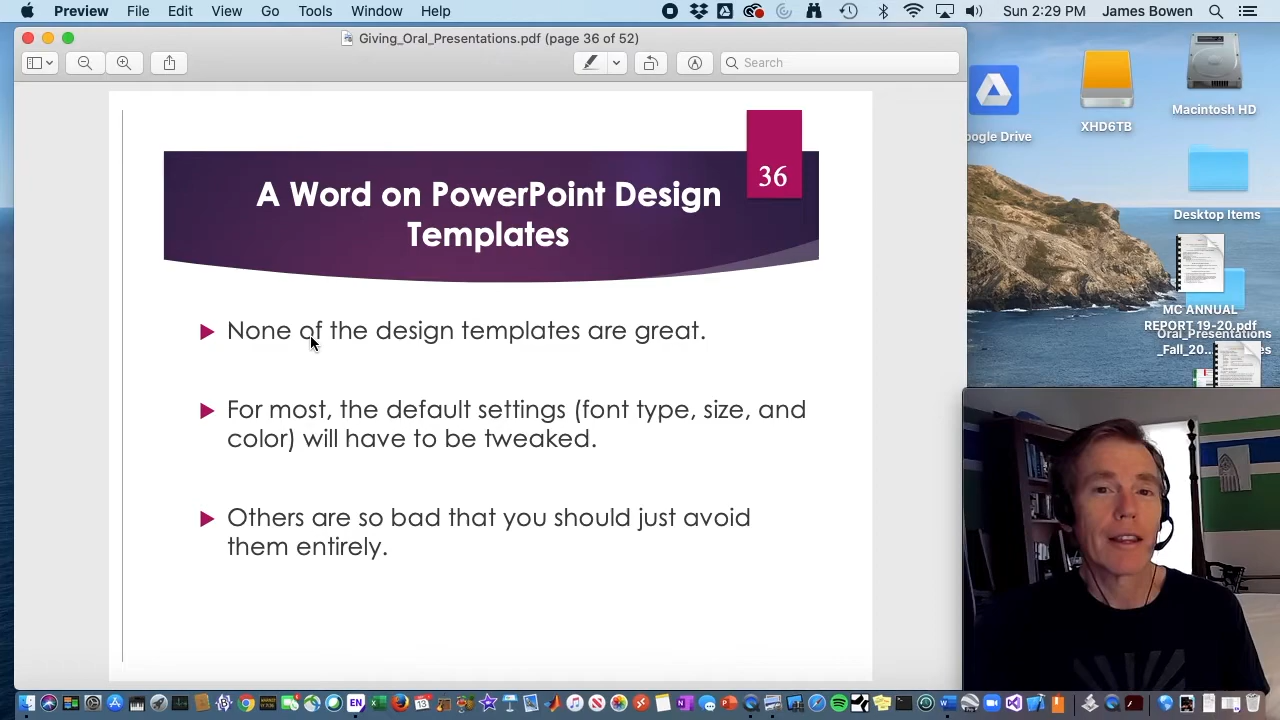 Preview File Edit View Go Tools Window Help Sun 2:29 PM James Bowen
Giving_Oral_Presentations.pdf (page 36 of 52)
Search
36
A Word on PowerPoint Design
Templates
None of the design templates are great.
For most, the default settings (font type, size, and
color) will have to be tweaked.
Others are so bad that you should just avoid
them entirely.
oogle Drive
XHD6TB
Macintosh HD
Desktop Items
MC ANNUAL
REPORT 19-20.pdf
Oral_Presentations
_Fall_20...
EN